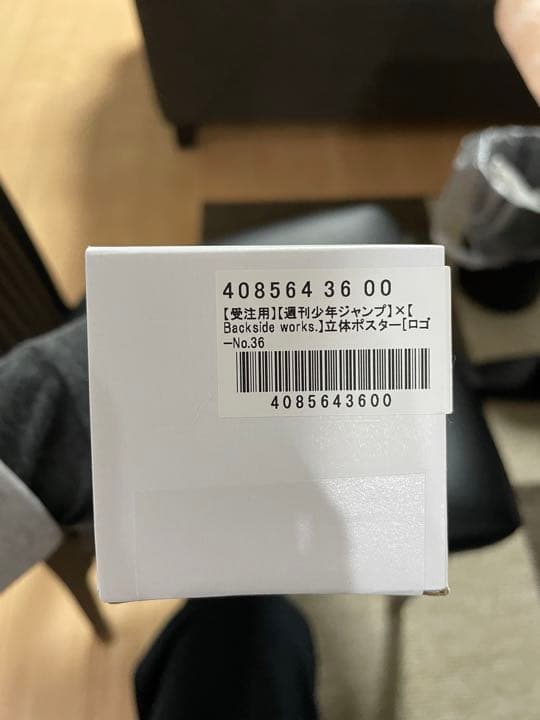 408564 36 00
【受注用】【週刊少年ジャンプ】×【
Backside works.】立体ポスター[ロゴ
ーNo.36
4085643600